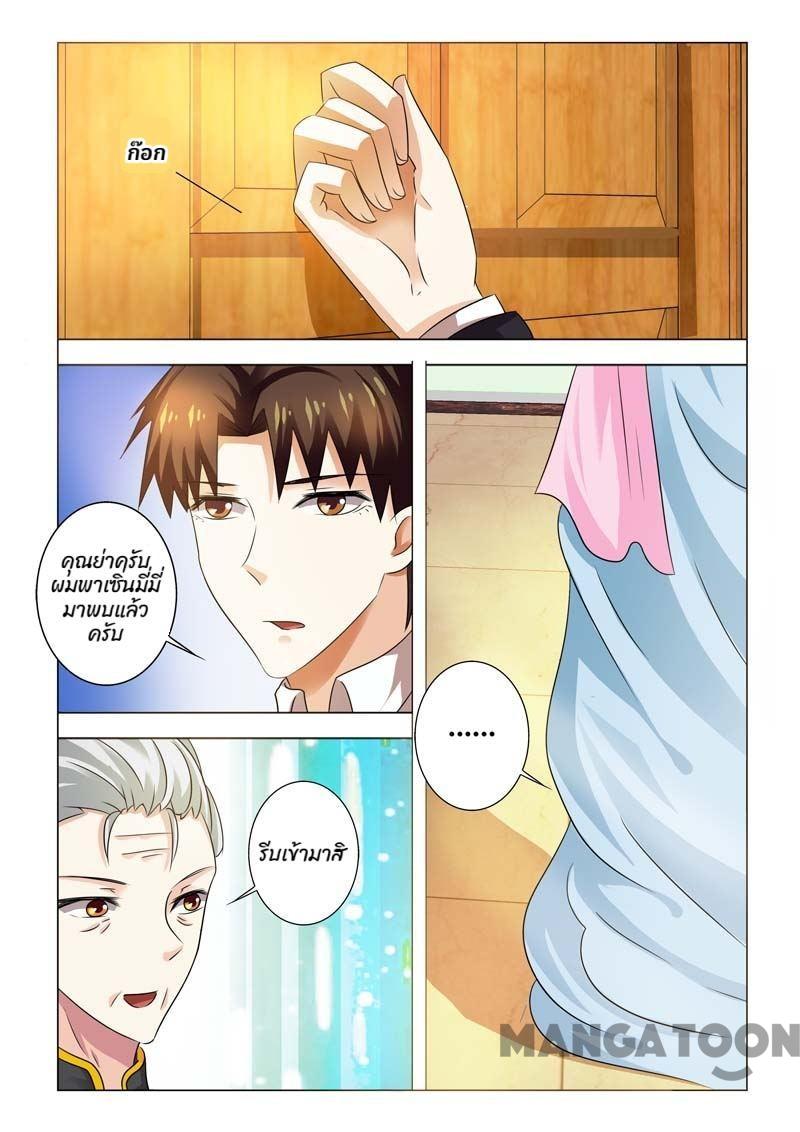 ก๊อก
คุณย่าครับ
ผมพาเซินมี่มี่
มาพบแล้ว
ครับ
......
รีบเข้ามาสิ
MANGATOON